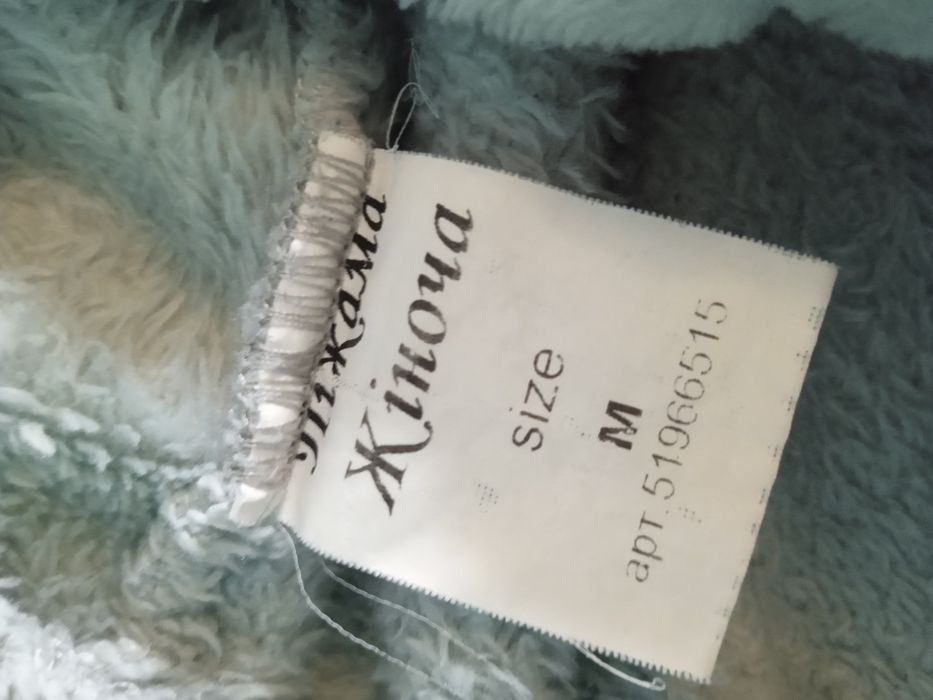 Піжама
Жіноча
size
M
арт.51966515